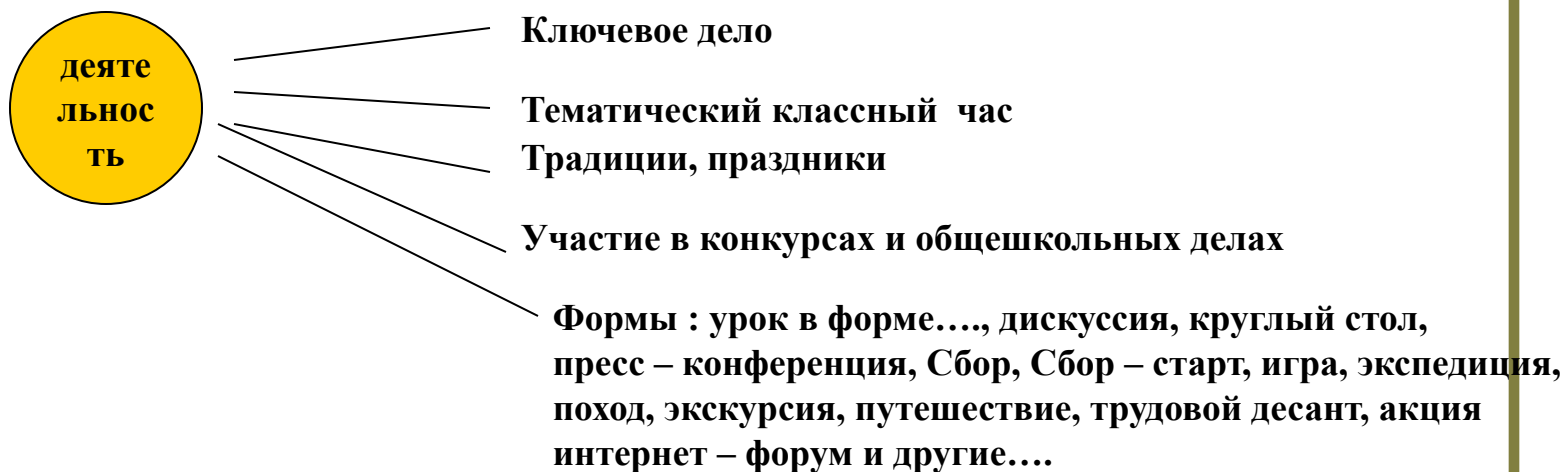 деяте
льнос
ть
Ключевое дело
Тематический классный  час
Традиции, праздники
Участие в конкурсах и общешкольных делах
Формы : урок в форме…., дискуссия, круглый стол,
пресс – конференция, Сбор, Сбор – старт, игра, экспедиция,
поход, экскурсия, путешествие, трудовой десант, акция
интернет – форум и другие….